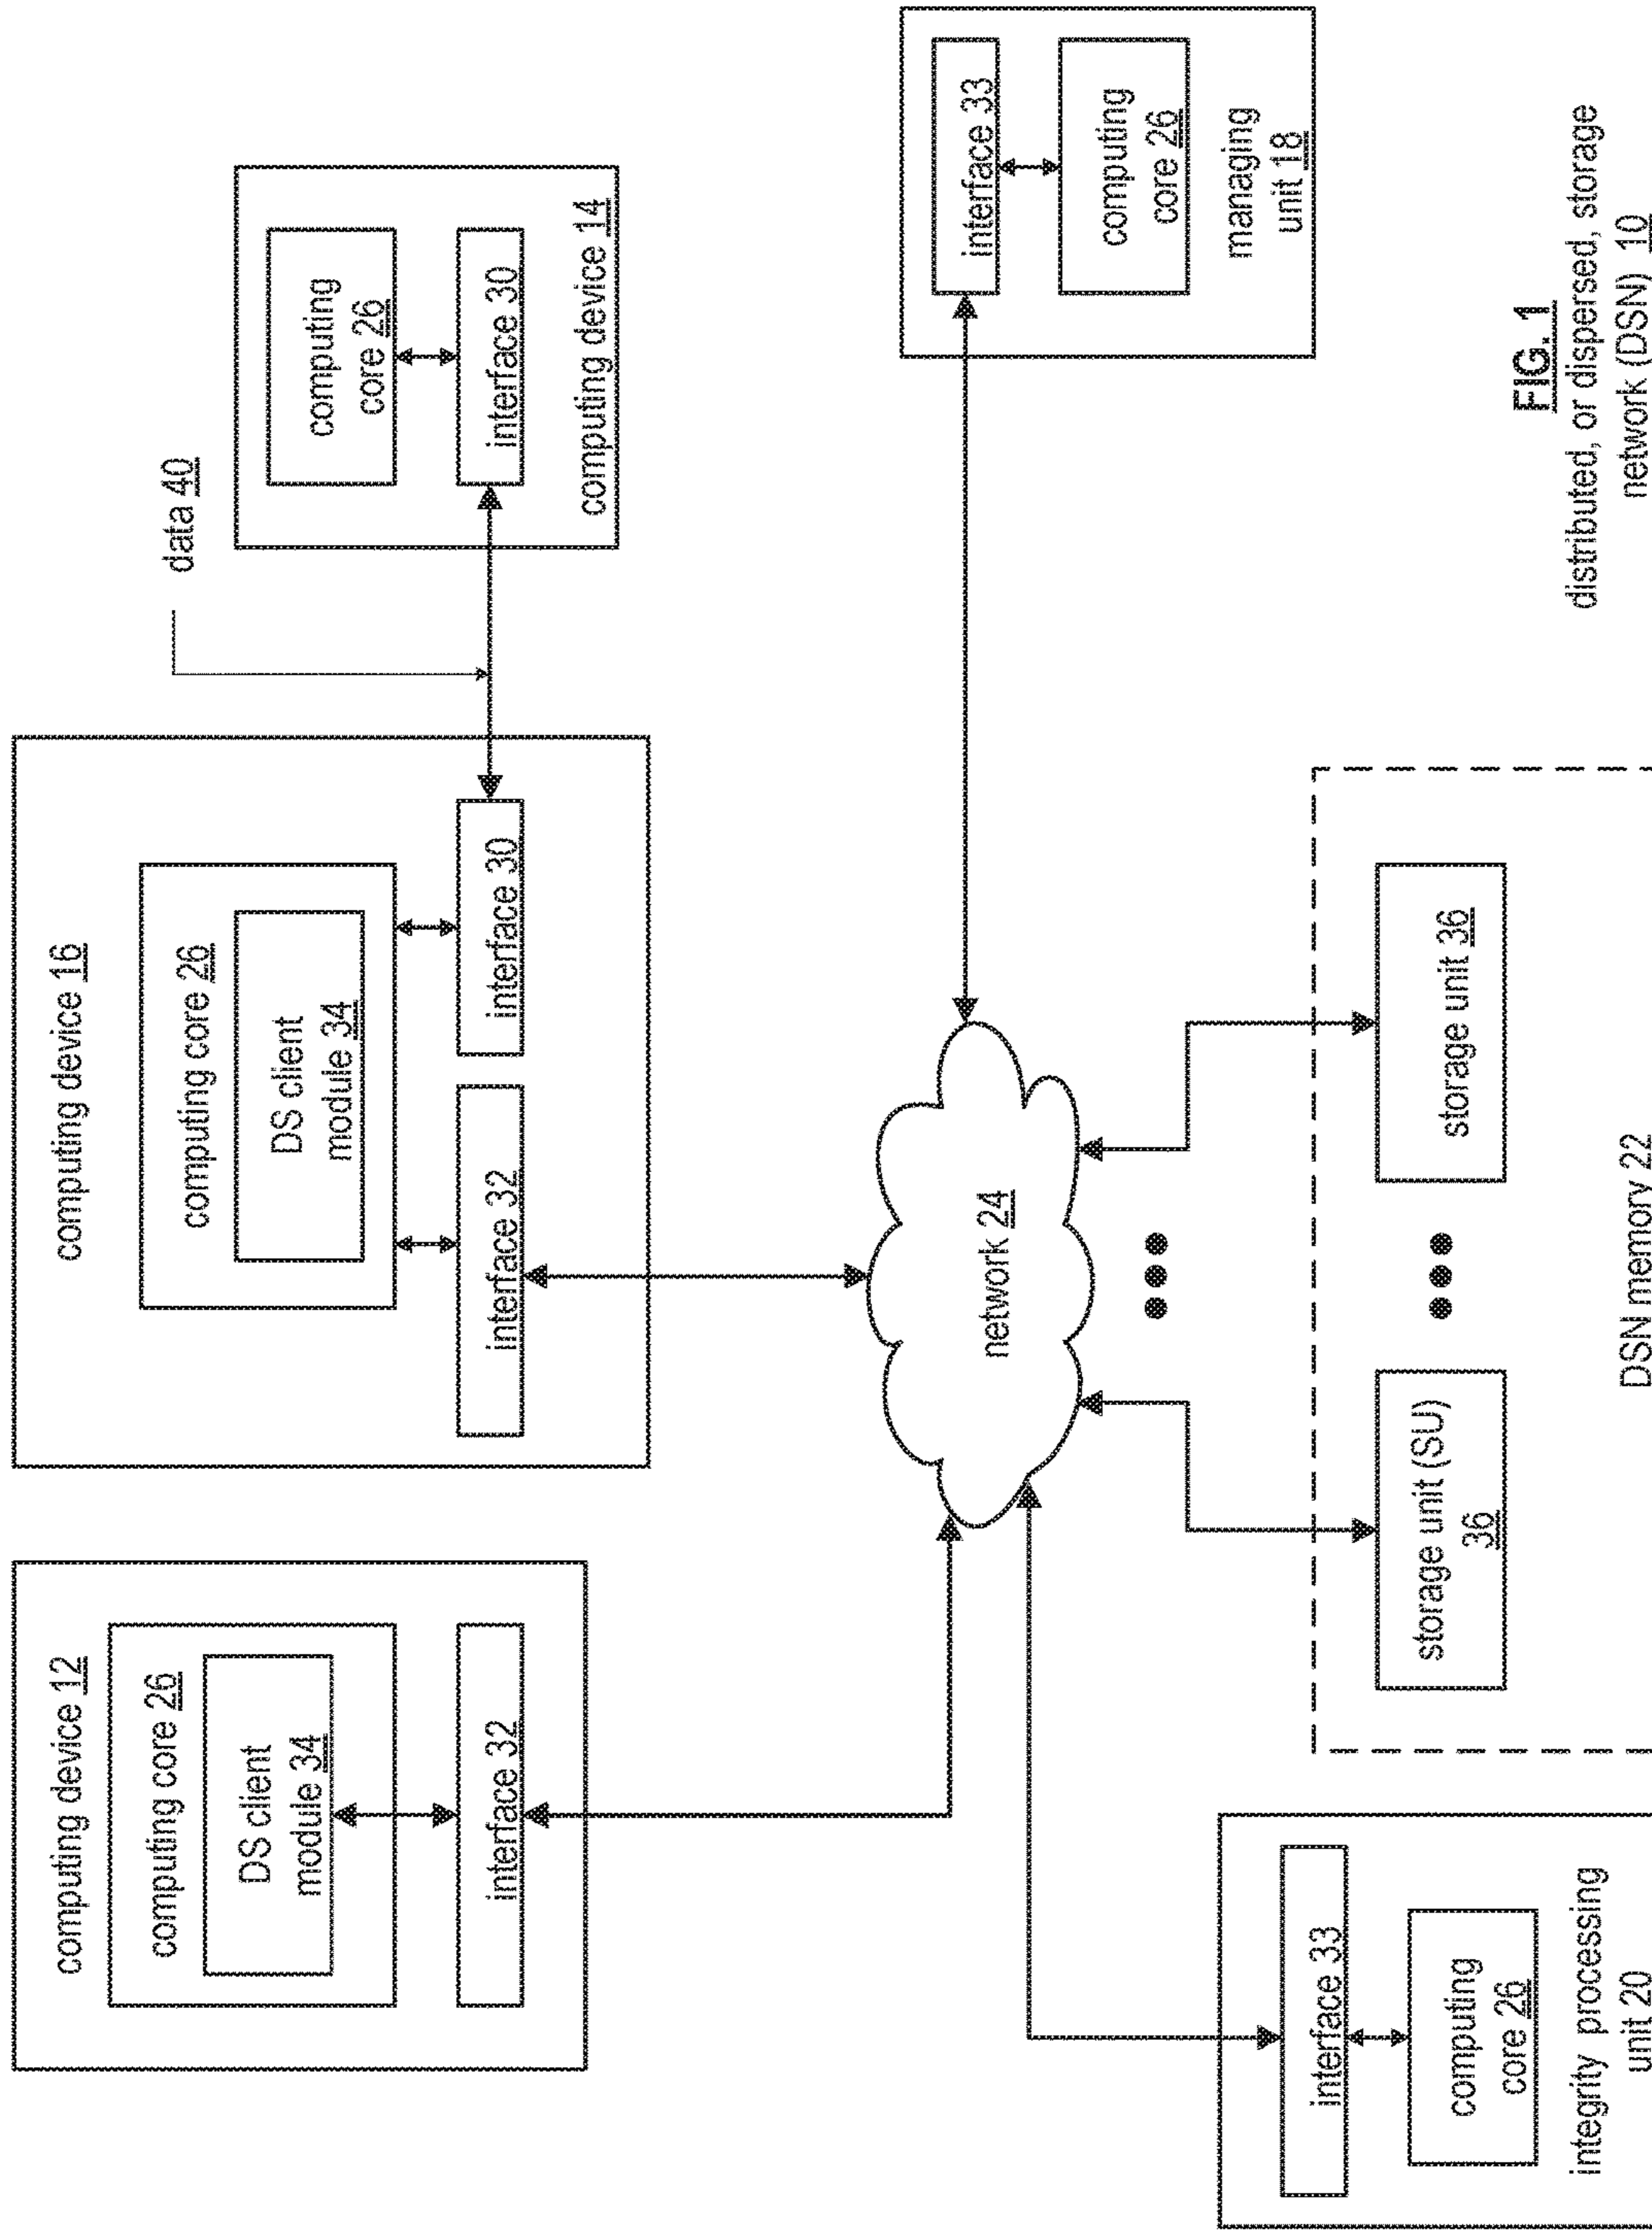 computing device 12
computing core 26
DS client
module 34
interface 32
computing device 16
computing core 26
DS client
module 34
interface 32
interface 30
data 40
computing
core 26
interface 30
computing device 14
network 24
interface 33
computing
core 26
managing
unit 18
interface 33
computing
core 26
integrity processing
unit 20
storage unit (SU)
36
storage unit 36
DSN memory 22
FIG. 1
distributed, or dispersed, storage
network (DSN) 10